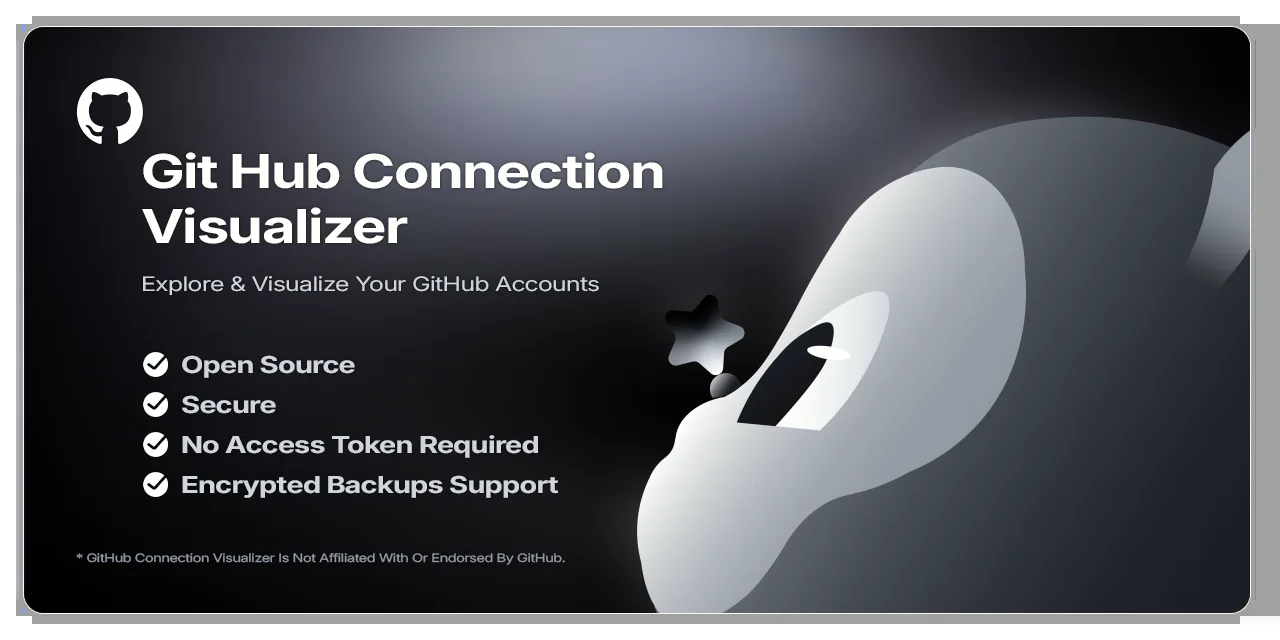 Git Hub Connection
Visualizer
Explore & Visualize Your GitHub Accounts
Open Source
Secure
No Access Token Required
Encrypted Backups Support
* GitHub Connection Visualizer Is Not Affiliated With Or Endorsed By GitHub.